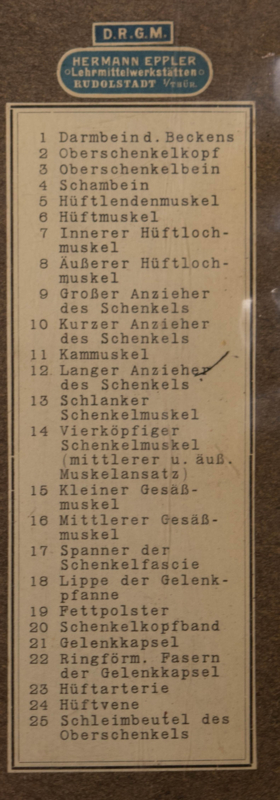 D.R.G.M.
HERMANN EPPLER
Lehrmittelwerkstätten
RUDOLSTADT i/Thür.
1 Darmbein d. Beckens
2 Oberschenkelkopf
3 Oberschenkelbein
4 Schambein
5 Hüftlendenmuskel
6 Hüftmuskel
7 Innerer Hüftloch-
muskel
8 Äußerer Hüftloch-
muskel
9 Großer Anzieher
des Schenkels
10 Kurzer Anzieher
des Schenkels
11 Kammuskel
12 Langer Anzieher
des Schenkels
13 Schlanker
Schenkelmuskel
14 Vierköpfiger
Schenkelmuskel
(mittlerer u. äuß.
Muskelansatz)
15 Kleiner Gesäß-
muskel
16 Mittlerer Gesäß-
muskel
17 Spanner der
Schenkelfascie
18 Lippe der Gelenk-
pfanne
19 Fettpolster
20 Schenkelkopfband
21 Gelenkkapsel
22 Ringförm. Fasern
der Gelenkkapsel
23 Hüftarterie
24 Hüftvene
25 Schleimbeutel des
Oberschenkels